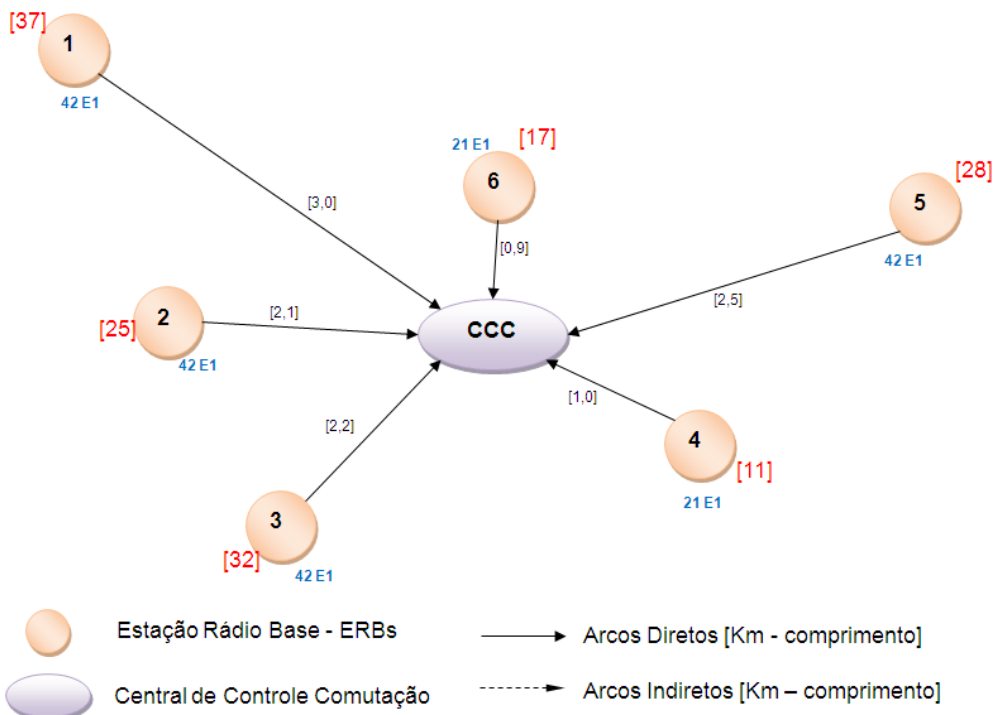 [37]
1
42 E1
[3,0]
21 E1
[17]
6
[0,9]
[28]
5
42 E1
[2,5]
2
[25]
42 E1
[2,1]
CCC
[2,2]
[1,0]
4
[11]
21 E1
3
[32]
42 E1
Estação Rádio Base - ERBs
Arcos Diretos [Km - comprimento]
Central de Controle Comutação
Arcos Indiretos [Km – comprimento]